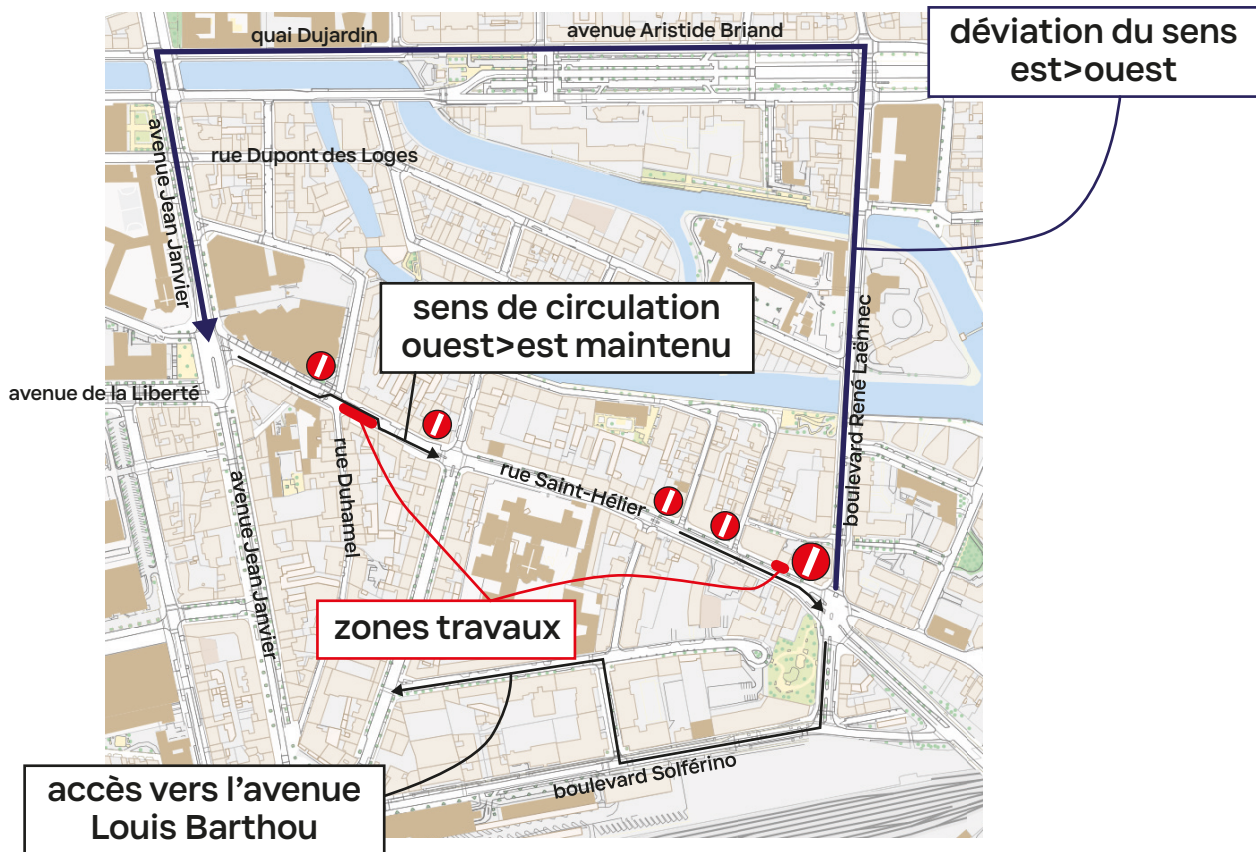 quai Dujardin
avenue Aristide Briand
déviation du sens
est>ouest
avenue Jean Janvier
rue Dupont des Loges
sens de circulation
ouest>est maintenu
boulevard René Laënnec
avenue de la Liberté
rue Duhamel
avenue Jean Janvier
rue Saint-Hélier
zones travaux
boulevard Solférino
accès vers l’avenue
Louis Barthou